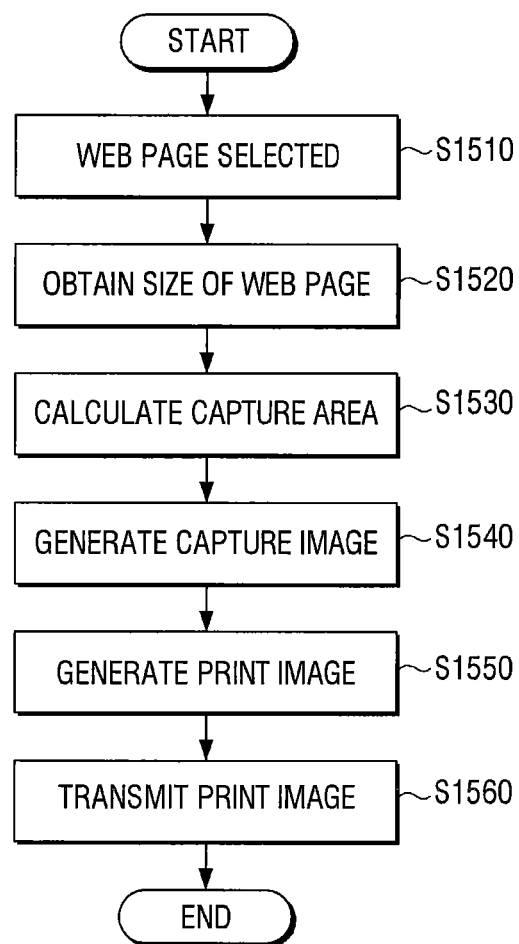 START
WEB PAGE SELECTED
S1510
OBTAIN SIZE OF WEB PAGE
S1520
CALCULATE CAPTURE AREA
S1530
GENERATE CAPTURE IMAGE
S1540
GENERATE PRINT IMAGE
S1550
TRANSMIT PRINT IMAGE
S1560
END